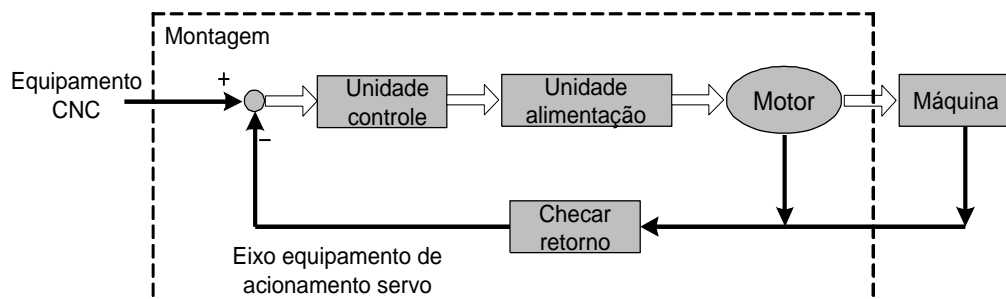 Montagem
Equipamento
CNC
+
−
Unidade
controle
Unidade
alimentação
Motor
Máquina
Checar
retorno
Eixo equipamento de
acionamento servo